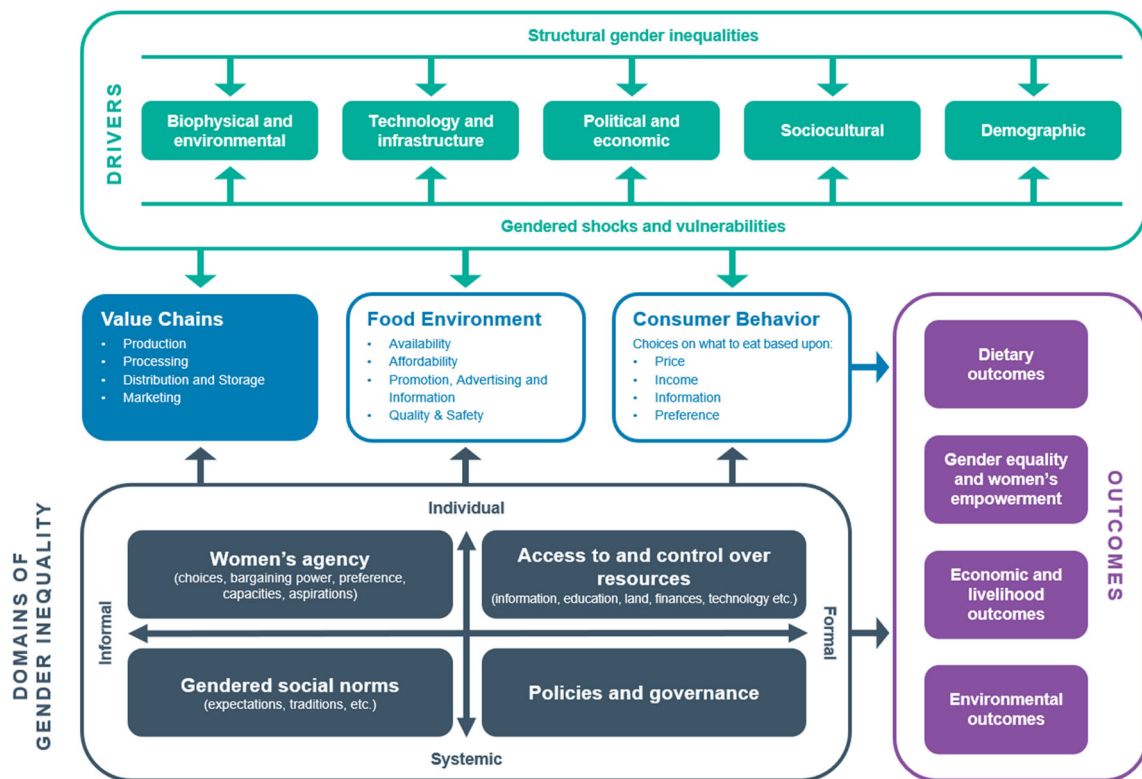 Structural gender inequalities
DRIVERS
Biophysical and
environmental
Technology and
infrastructure
Political and
economic
Sociocultural
Demographic
Gendered shocks and vulnerabilities
Value Chains
• Production
• Processing
• Distribution and Storage
• Marketing
Food Environment
• Availability
• Affordability
• Promotion, Advertising and
Information
• Quality & Safety
Consumer Behavior
Choices on what to eat based upon:
• Price
• Income
• Information
• Preference
OUTCOMES
Dietary
outcomes
Gender equality
and women’s
empowerment
Economic and
livelihood
outcomes
Environmental
outcomes
DOMAINS OF
GENDER INEQUALITY
Individual
Informal
Formal
Systemic
Women’s agency
(choices, bargaining power, preference,
capacities, aspirations)
Access to and control over
resources
(information, education, land, finances, technology etc.)
Gendered social norms
(expectations, traditions, etc.)
Policies and governance